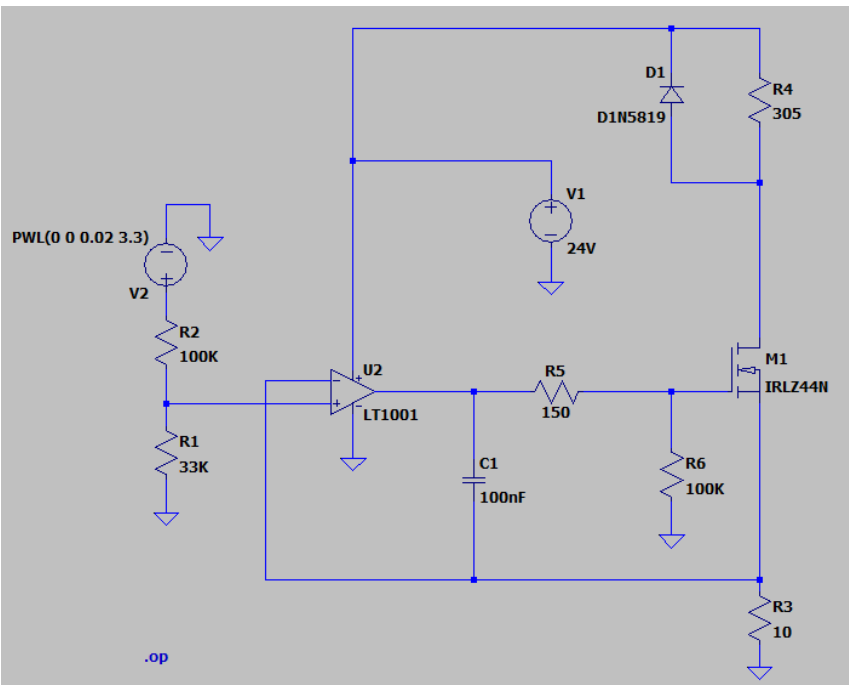 D1
D1N5819
R4
305
V1
24V
PWL(0 0 0.02 3.3)
V2
R2
100K
U2
LT1001
R5
150
M1
IRLZ44N
R1
33K
C1
100nF
R6
100K
R3
10
.op